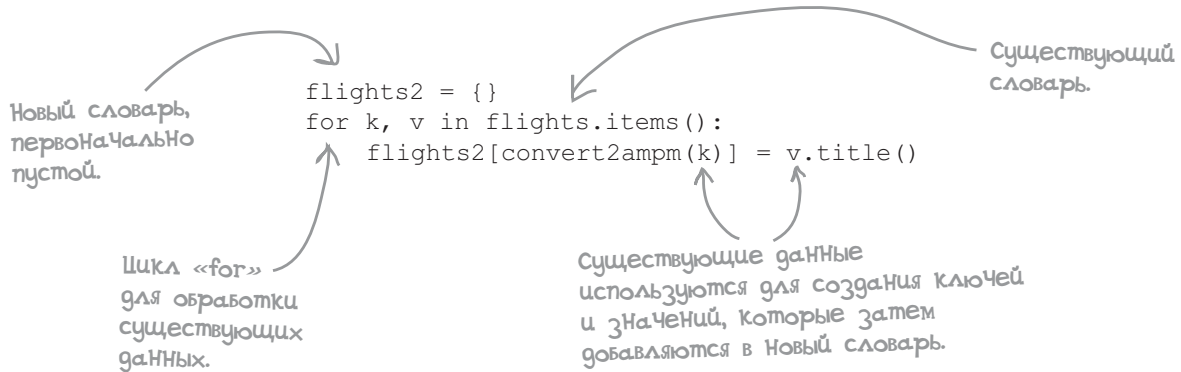 Существующий
словарь.
flights2 = {}
for k, v in flights.items():
    flights2[convert2ampm(k)] = v.title()
Новый словарь,
первоначально
пустой.
Цикл «for»
для обработки
существующих
данных.
Существующие данные
используются для создания ключей
и значений, которые затем
добавляются в новый словарь.